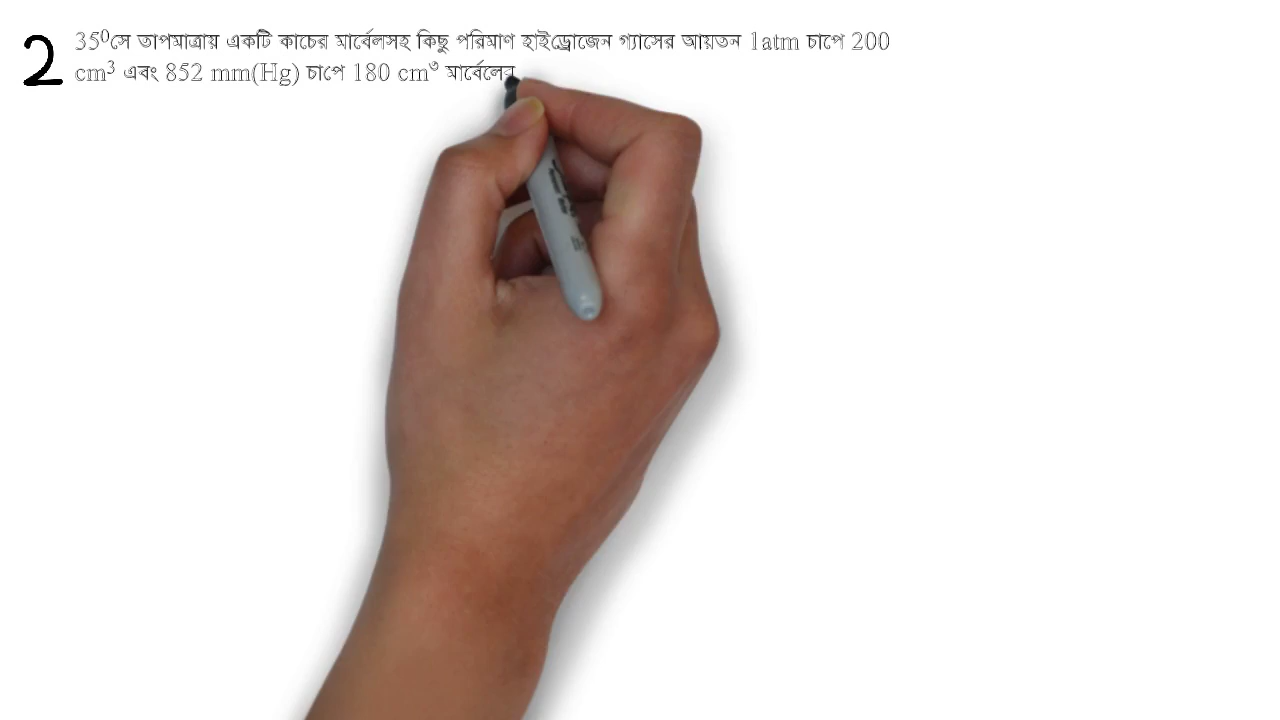 2
35⁰সে তাপমাত্রায় একটি কাচের মার্বেলসহ কিছু পরিমাণ হাইড্রোজেন গ্যাসের আয়তন 1atm চাপে 200
cm³ এবং 852 mm(Hg) চাপে 180 cm³ মার্বেলের